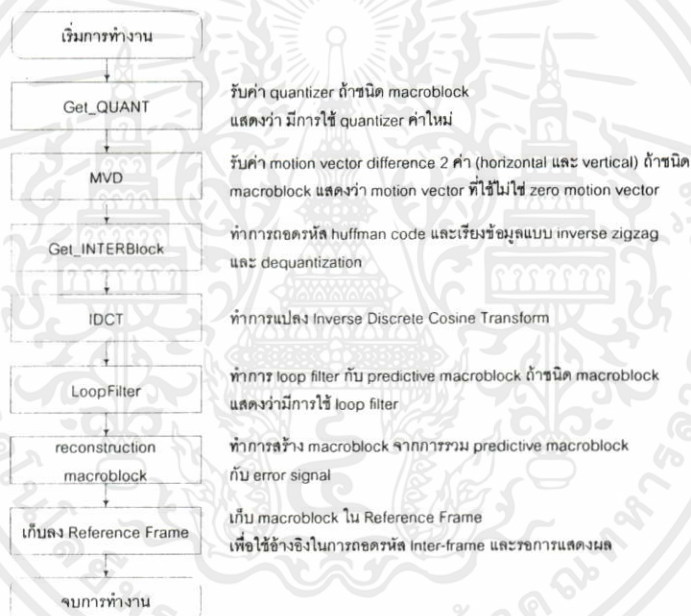 เริ่มการทำงาน
Get_QUANT
รับค่า quantizer ถ้าชนิด macroblock
แสดงว่า มีการใช้ quantizer ค่าใหม่
MVD
รับค่า motion vector difference 2 ค่า (horizontal และ vertical) ถ้าชนิด
macroblock แสดงว่า motion vector ที่ใช้ไม่ใช่ zero motion vector
Get_INTERBlock
ทำการถอดรหัส huffman code และเรียงข้อมูลแบบ inverse zigzag
และ dequantization
IDCT
ทำการแปลง Inverse Discrete Cosine Transform
LoopFilter
ทำการ loop filter กับ predictive macroblock ถ้าชนิด macroblock
แสดงว่ามีการใช้ loop filter
reconstruction
macroblock
ทำการสร้าง macroblock จากการรวม predictive macroblock
กับ error signal
เก็บลง Reference Frame
เก็บ macroblock ใน Reference Frame
เพื่อใช้อ้างอิงในการถอดรหัส Inter-frame และรอการแสดงผล
จบการทำงาน